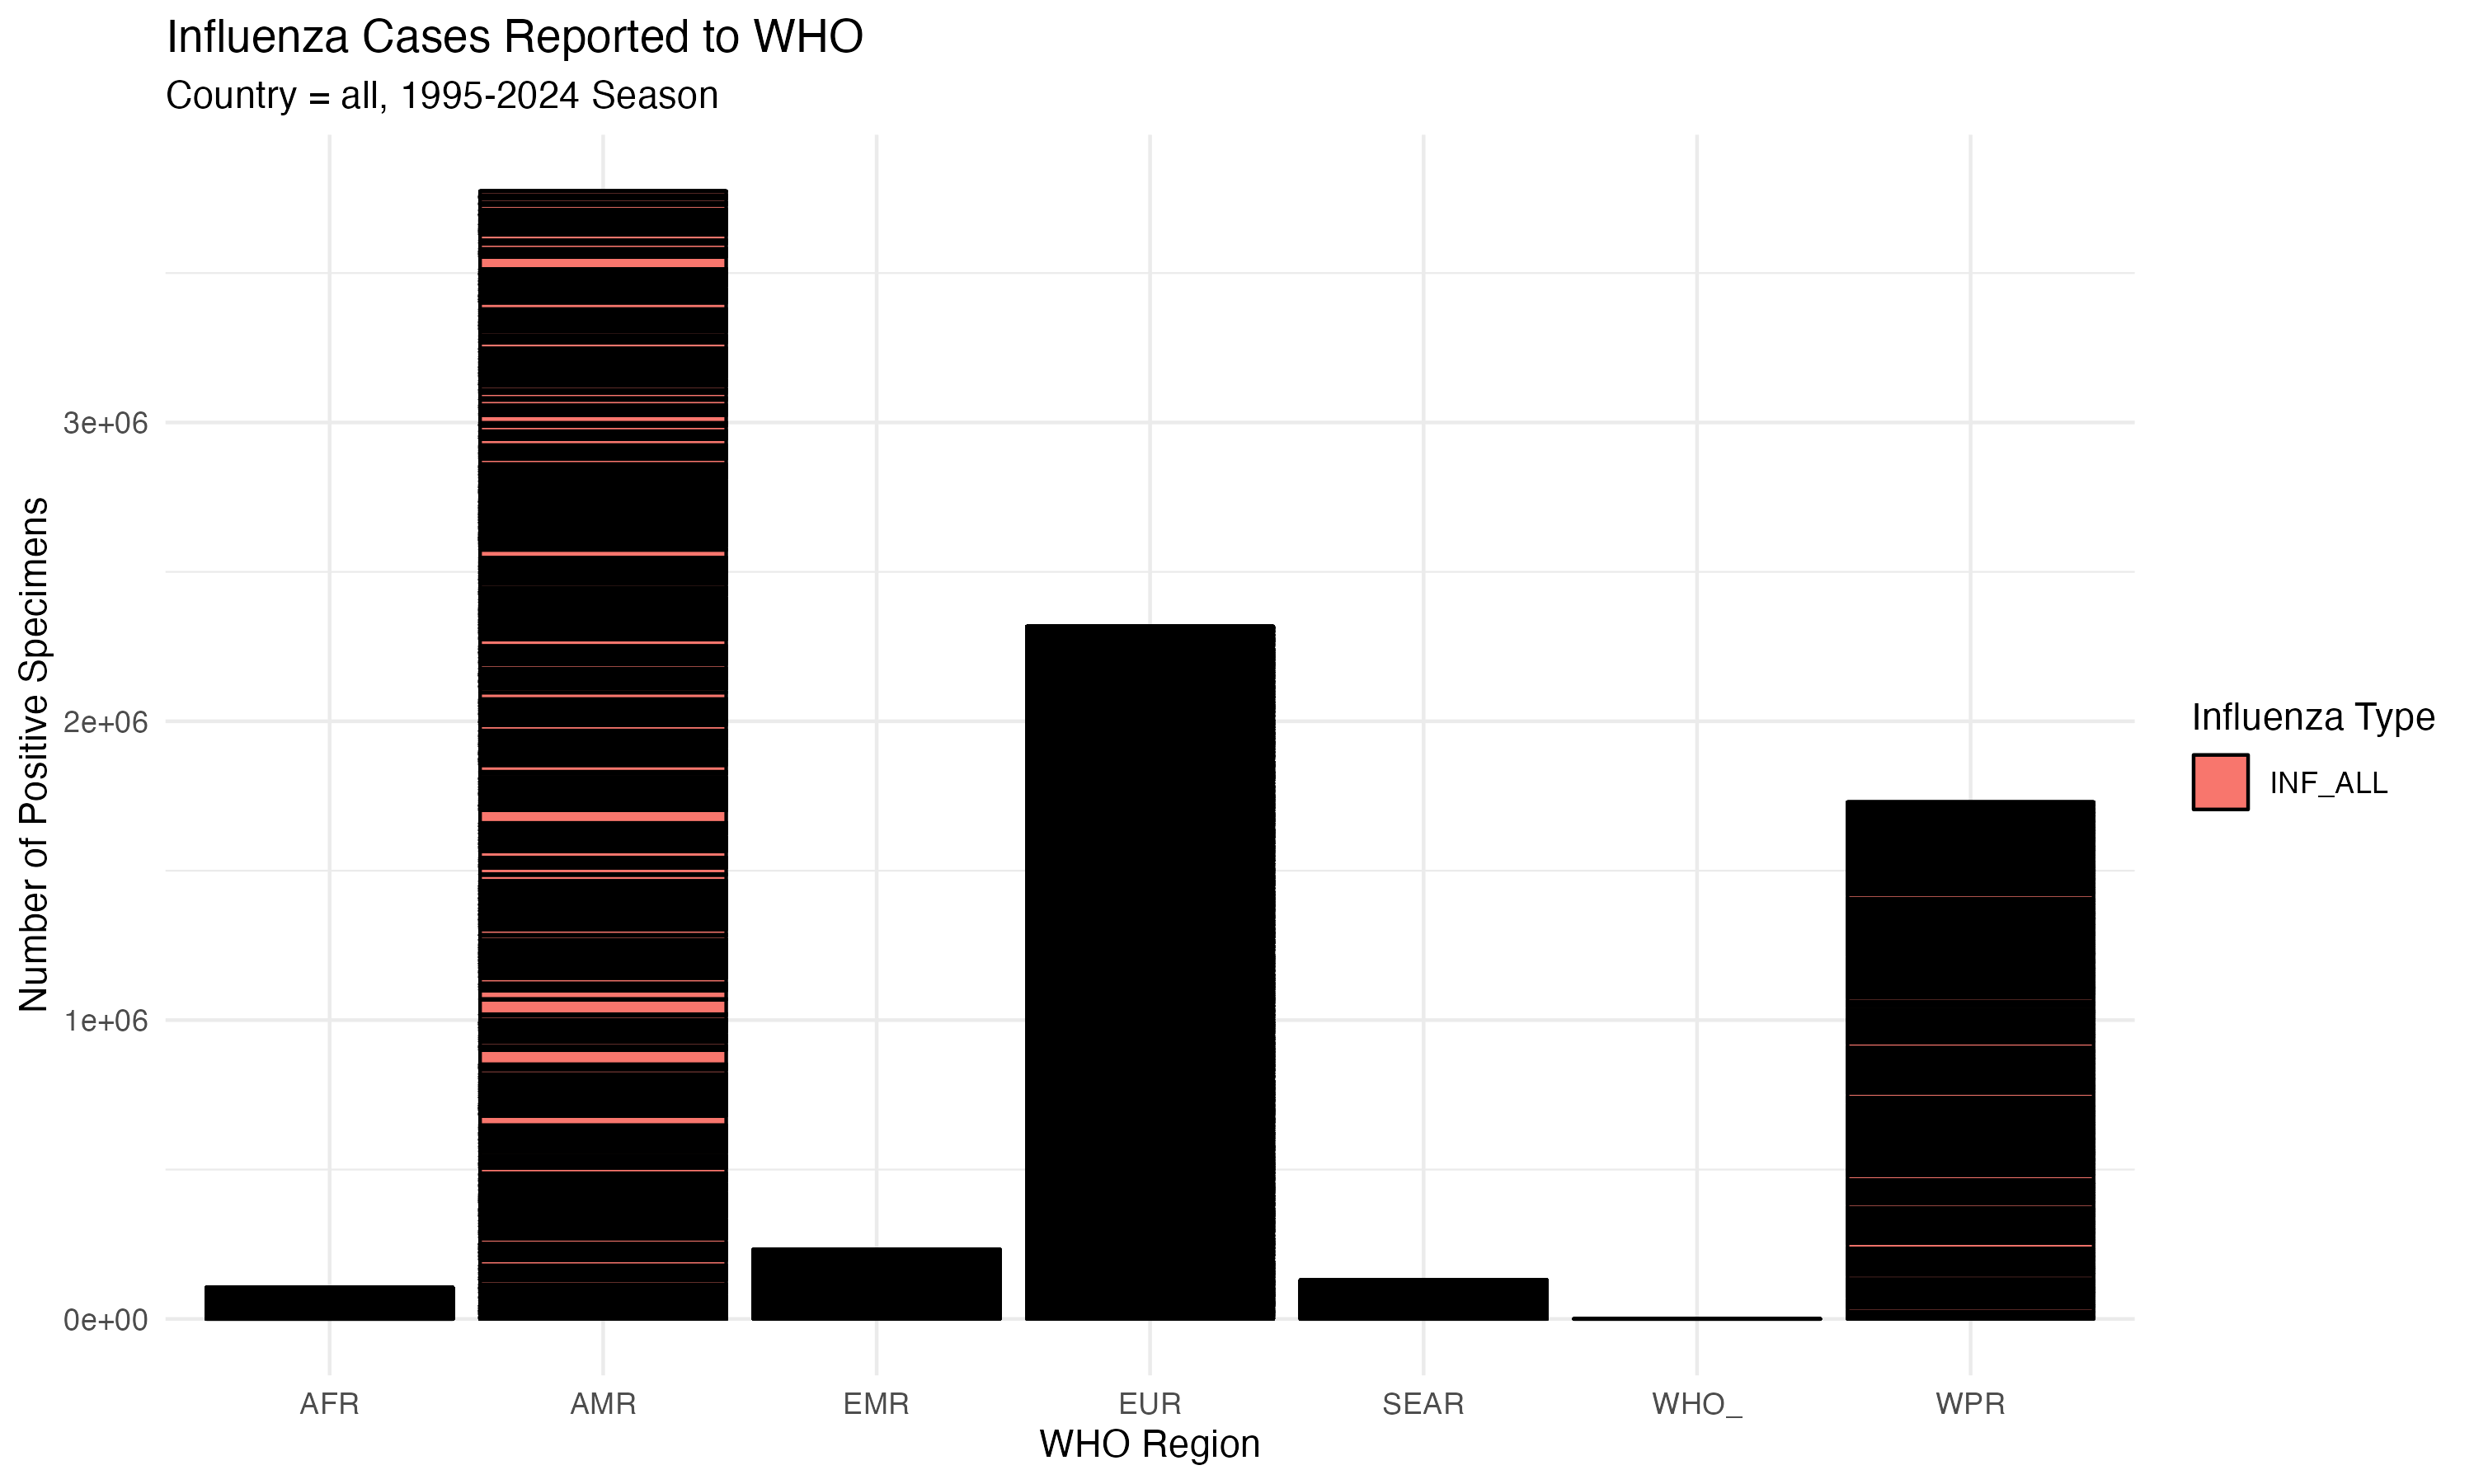 Influenza Cases Reported to WHO
Country = all, 1995-2024 Season
Number of Positive Specimens
3e+06
2e+06
1e+06
0e+00
AFR
AMR
EMR
EUR
SEAR
WHO_
WPR
WHO Region
Influenza Type
INF_ALL